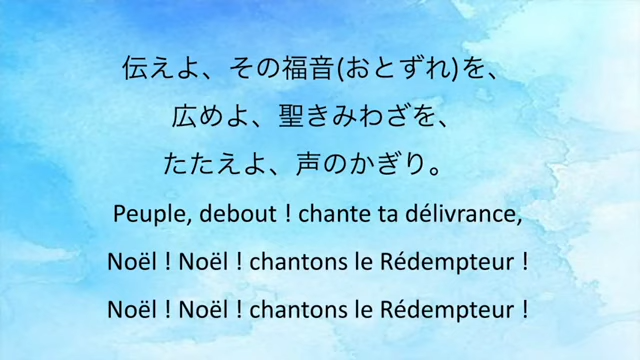 伝えよ、その福音(おとずれ)を、
広めよ、聖きみわざを、
たたえよ、声のかぎり。
Peuple, debout ! chante ta délivrance,
Noël ! Noël ! chantons le Rédempteur !
Noël ! Noël ! chantons le Rédempteur !